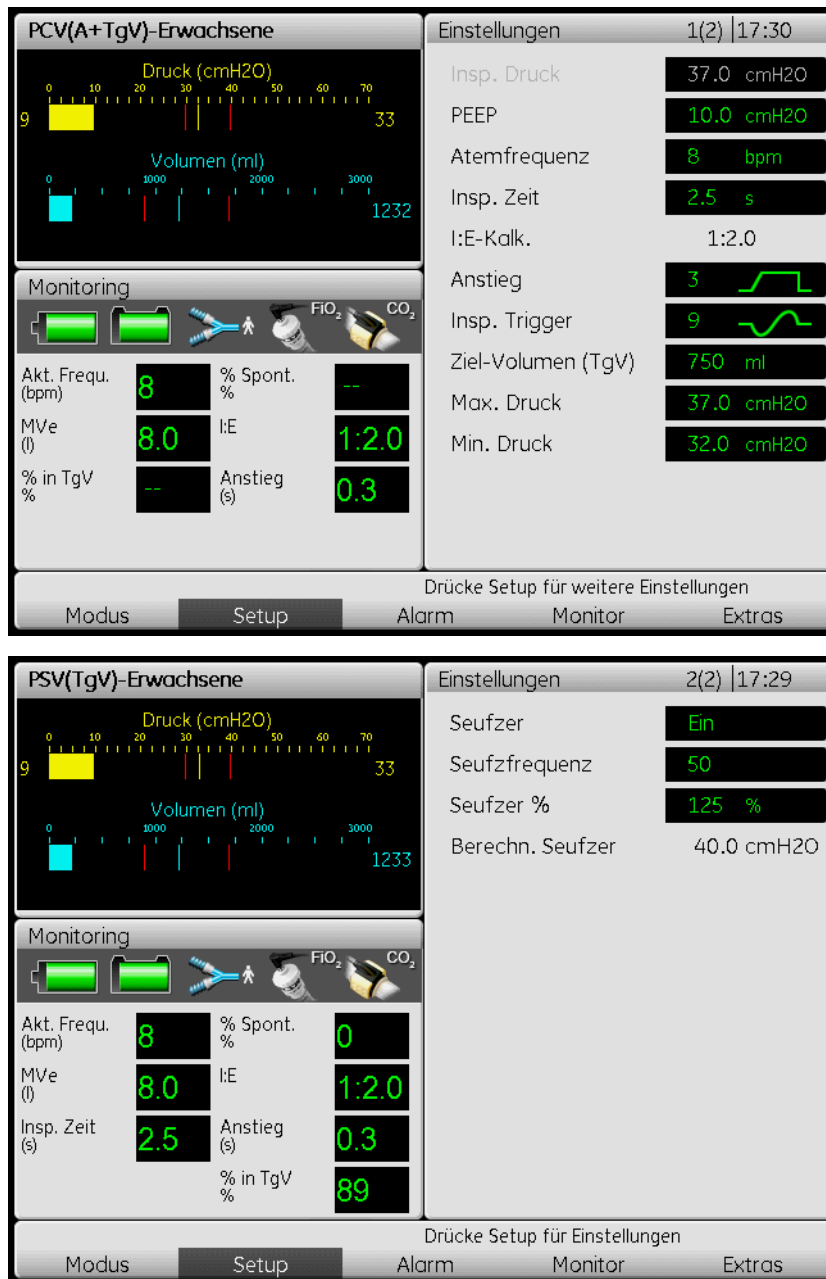 PCV(A+TgV)-Erwachsene
Druck (cmH2O)
0 10 20 30 40 50 60 70
9 33
Volumen (ml)
0 1000 2000 3000
1232
Monitoring
FiO2 CO2
Akt. Frequ. (bpm) 8 % Spont. % --
MVe (l) 8.0 I:E 1:2.0
% in TgV % -- Anstieg (s) 0.3
Einstellungen 1(2) 17:30
Insp. Druck 37.0 cmH2O
PEEP 10.0 cmH2O
Atemfrequenz 8 bpm
Insp. Zeit 2.5 s
I:E-Kalk. 1:2.0
Anstieg 3
Insp. Trigger 9
Ziel-Volumen (TgV) 750 ml
Max. Druck 37.0 cmH2O
Min. Druck 32.0 cmH2O
Drücke Setup für weitere Einstellungen
Modus Setup Alarm Monitor Extras
PSV(TgV)-Erwachsene
Druck (cmH2O)
0 10 20 30 40 50 60 70
9 33
Volumen (ml)
0 1000 2000 3000
1233
Monitoring
FiO2 CO2
Akt. Frequ. (bpm) 8 % Spont. % 0
MVe (l) 8.0 I:E 1:2.0
Insp. Zeit (s) 2.5 Anstieg (s) 0.3
% in TgV % 89
Einstellungen 2(2) 17:29
Seufzer Ein
Seufzfrequenz 50
Seufzer % 125 %
Berechn. Seufzer 40.0 cmH2O
Drücke Setup für Einstellungen
Modus Setup Alarm Monitor Extras